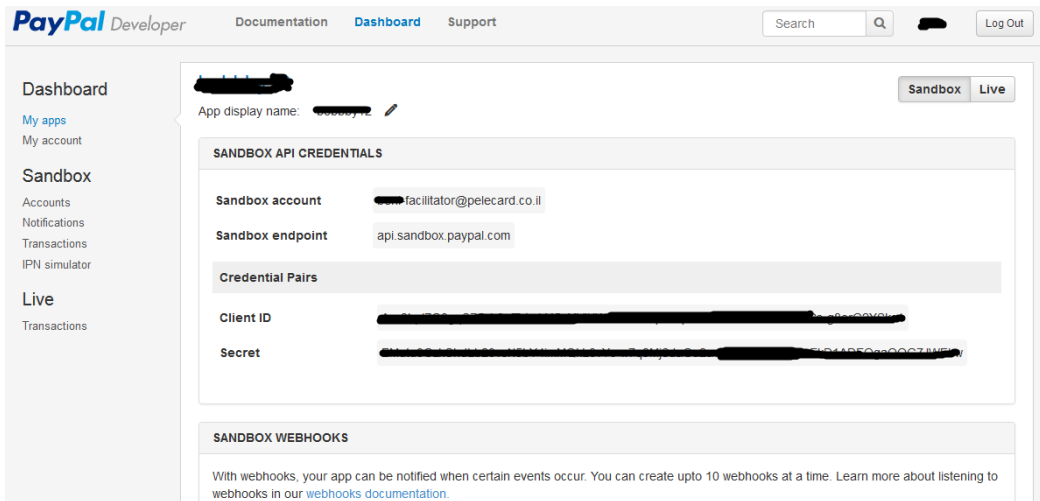 PayPal Developer
Documentation
Dashboard
Support
Search
Log Out
Dashboard
My apps
My account
Sandbox
Accounts
Notifications
Transactions
IPN simulator
Live
Transactions
Sandbox
Live
App display name:
SANDBOX API CREDENTIALS
Sandbox account
-facilitator@pelecard.co.il
Sandbox endpoint
api.sandbox.paypal.com
Credential Pairs
Client ID
Secret
SANDBOX WEBHOOKS
With webhooks, your app can be notified when certain events occur. You can create upto 10 webhooks at a time. Learn more about listening to
webhooks in our webhooks documentation.